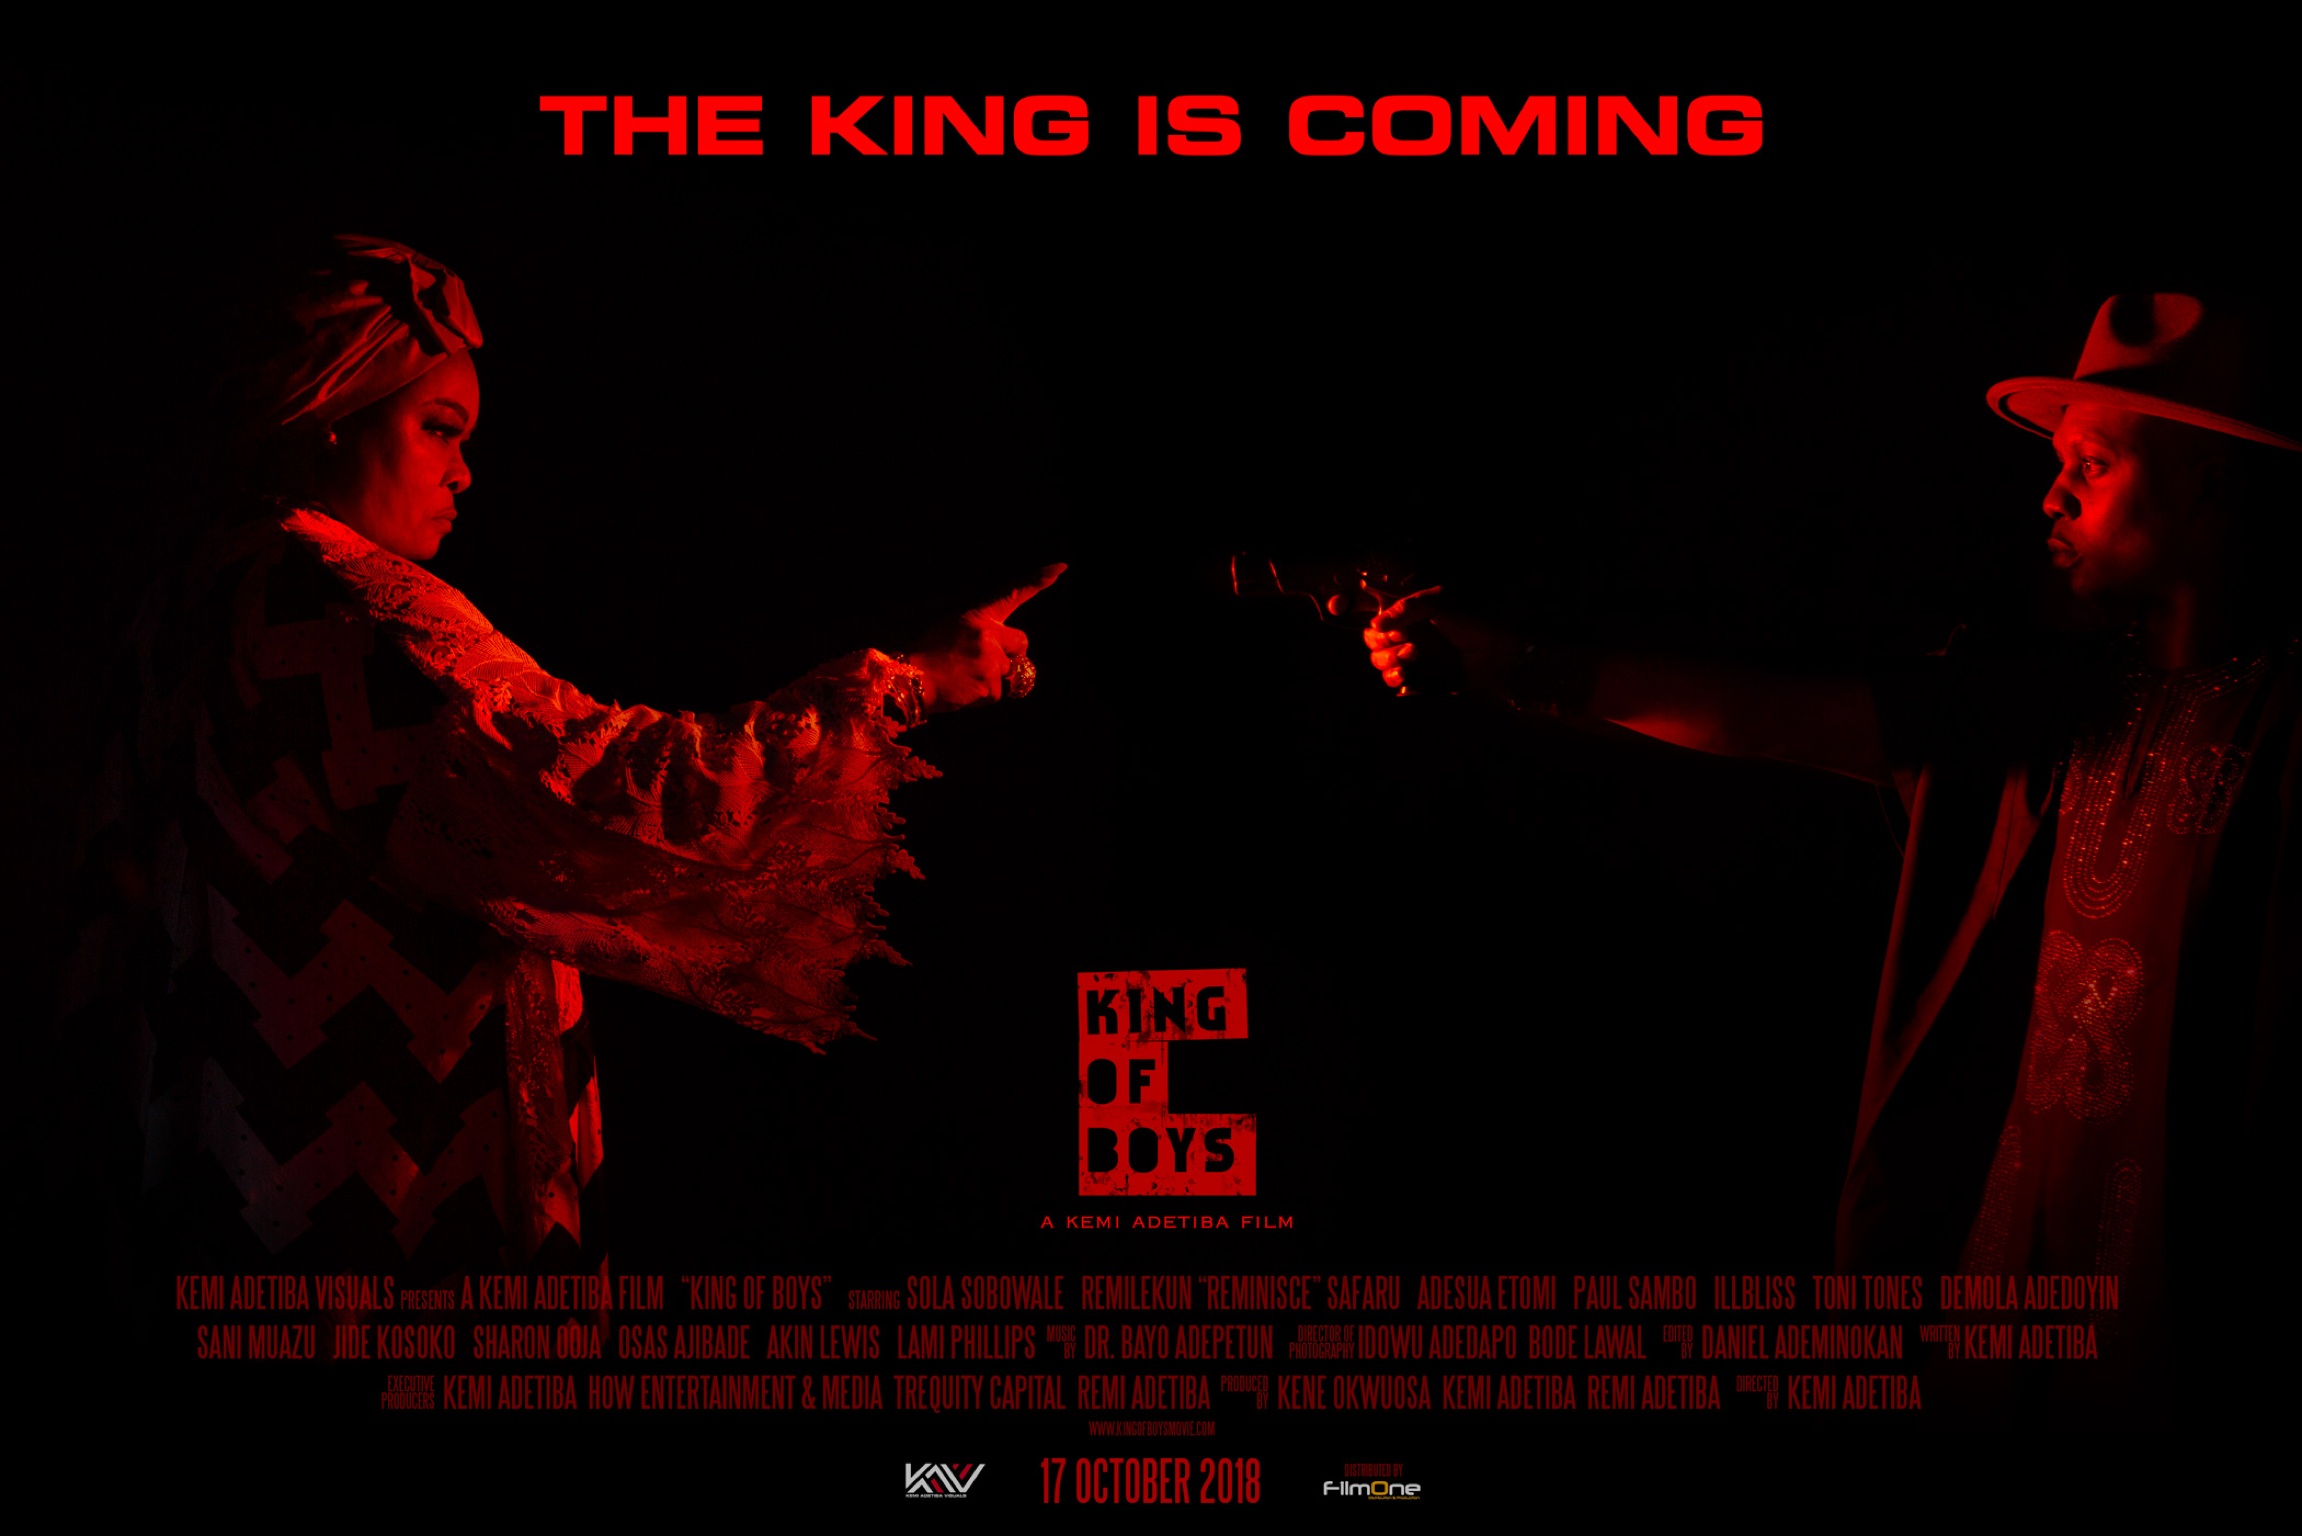 THE KING IS COMING
KING
OF
BOYS
A KEMI ADETIBA FILM
KEMI ADETIBA VISUALS PRESENTS A KEMI ADETIBA FILM "KING OF BOYS" STARRING SOLA SOBOWALE REMILEKUN "REMINISCE" SAFARU ADESUA ETOMI PAUL SAMBO ILLBLISS TONI TONES DEMOLA ADEDOYIN
SANI MUAZU JIDE KOSOKO SHARON OOJA OSAS AJIBADE AKIN LEWIS LAMI PHILLIPS MUSIC BY DR. BAYO ADEPETUN DIRECTOR OF PHOTOGRAPHY IDOWU ADEDAPO BODE LAWAL EDITED BY DANIEL ADEMINOKAN WRITTEN BY KEMI ADETIBA
EXECUTIVE PRODUCERS KEMI ADETIBA HOW ENTERTAINMENT & MEDIA TREQUITY CAPITAL REMI ADETIBA PRODUCED BY KENE OKWUOSA KEMI ADETIBA REMI ADETIBA DIRECTED BY KEMI ADETIBA
WWW.KINGOFBOYSMOVIE.COM
KAV
KEMI ADETIBA VISUALS
17 OCTOBER 2018
DISTRIBUTED BY
FilmOne
Distribution & Production